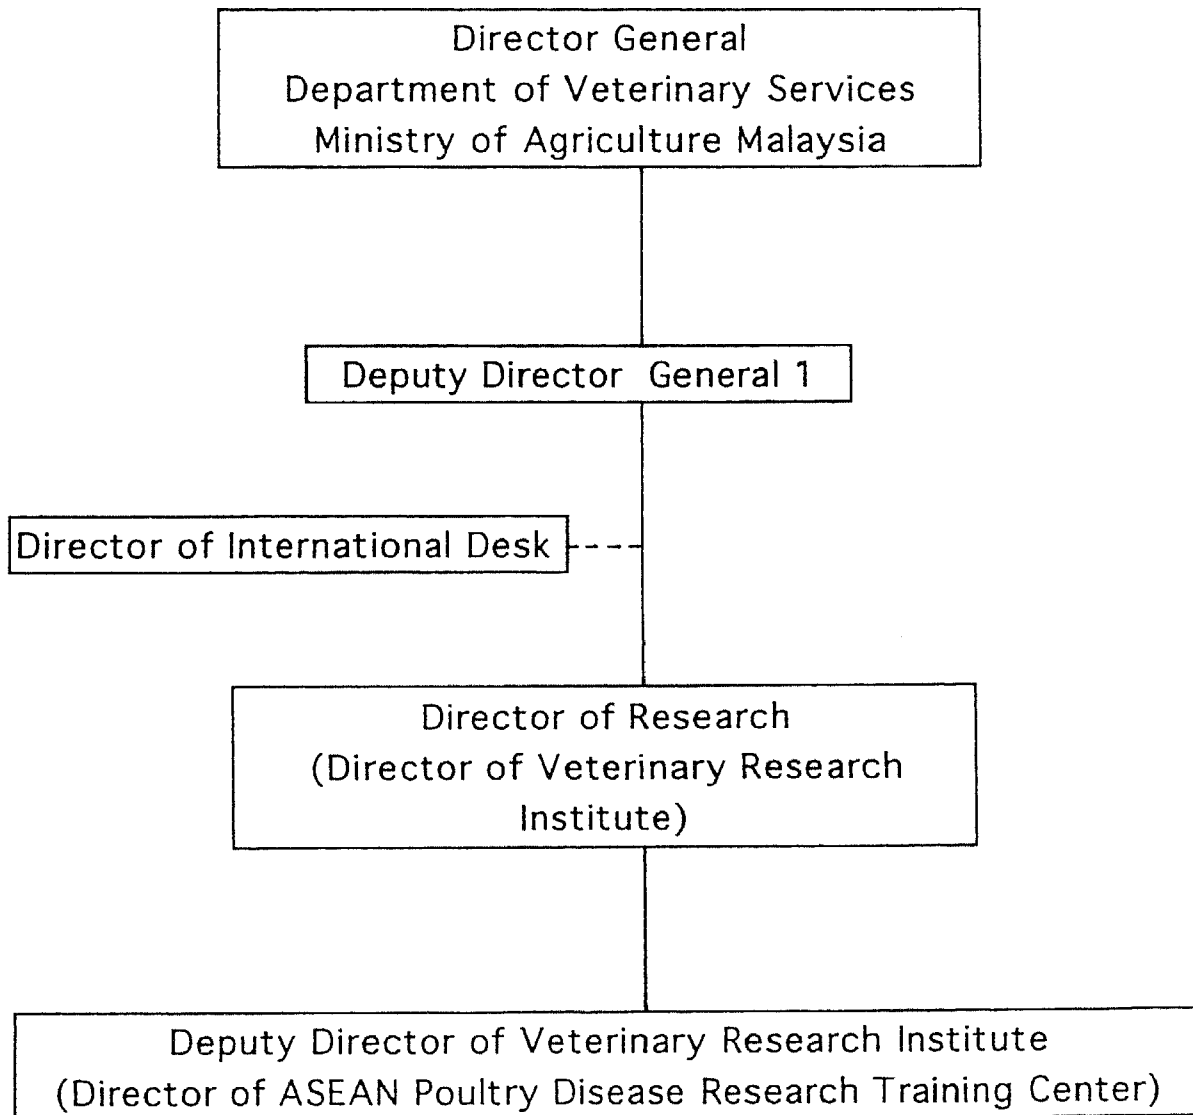 Director General
Department of Veterinary Services
Ministry of Agriculture Malaysia
Deputy Director General 1
Director of International Desk
Director of Research
(Director of Veterinary Research
Institute)
Deputy Director of Veterinary Research Institute
(Director of ASEAN Poultry Disease Research Training Center)